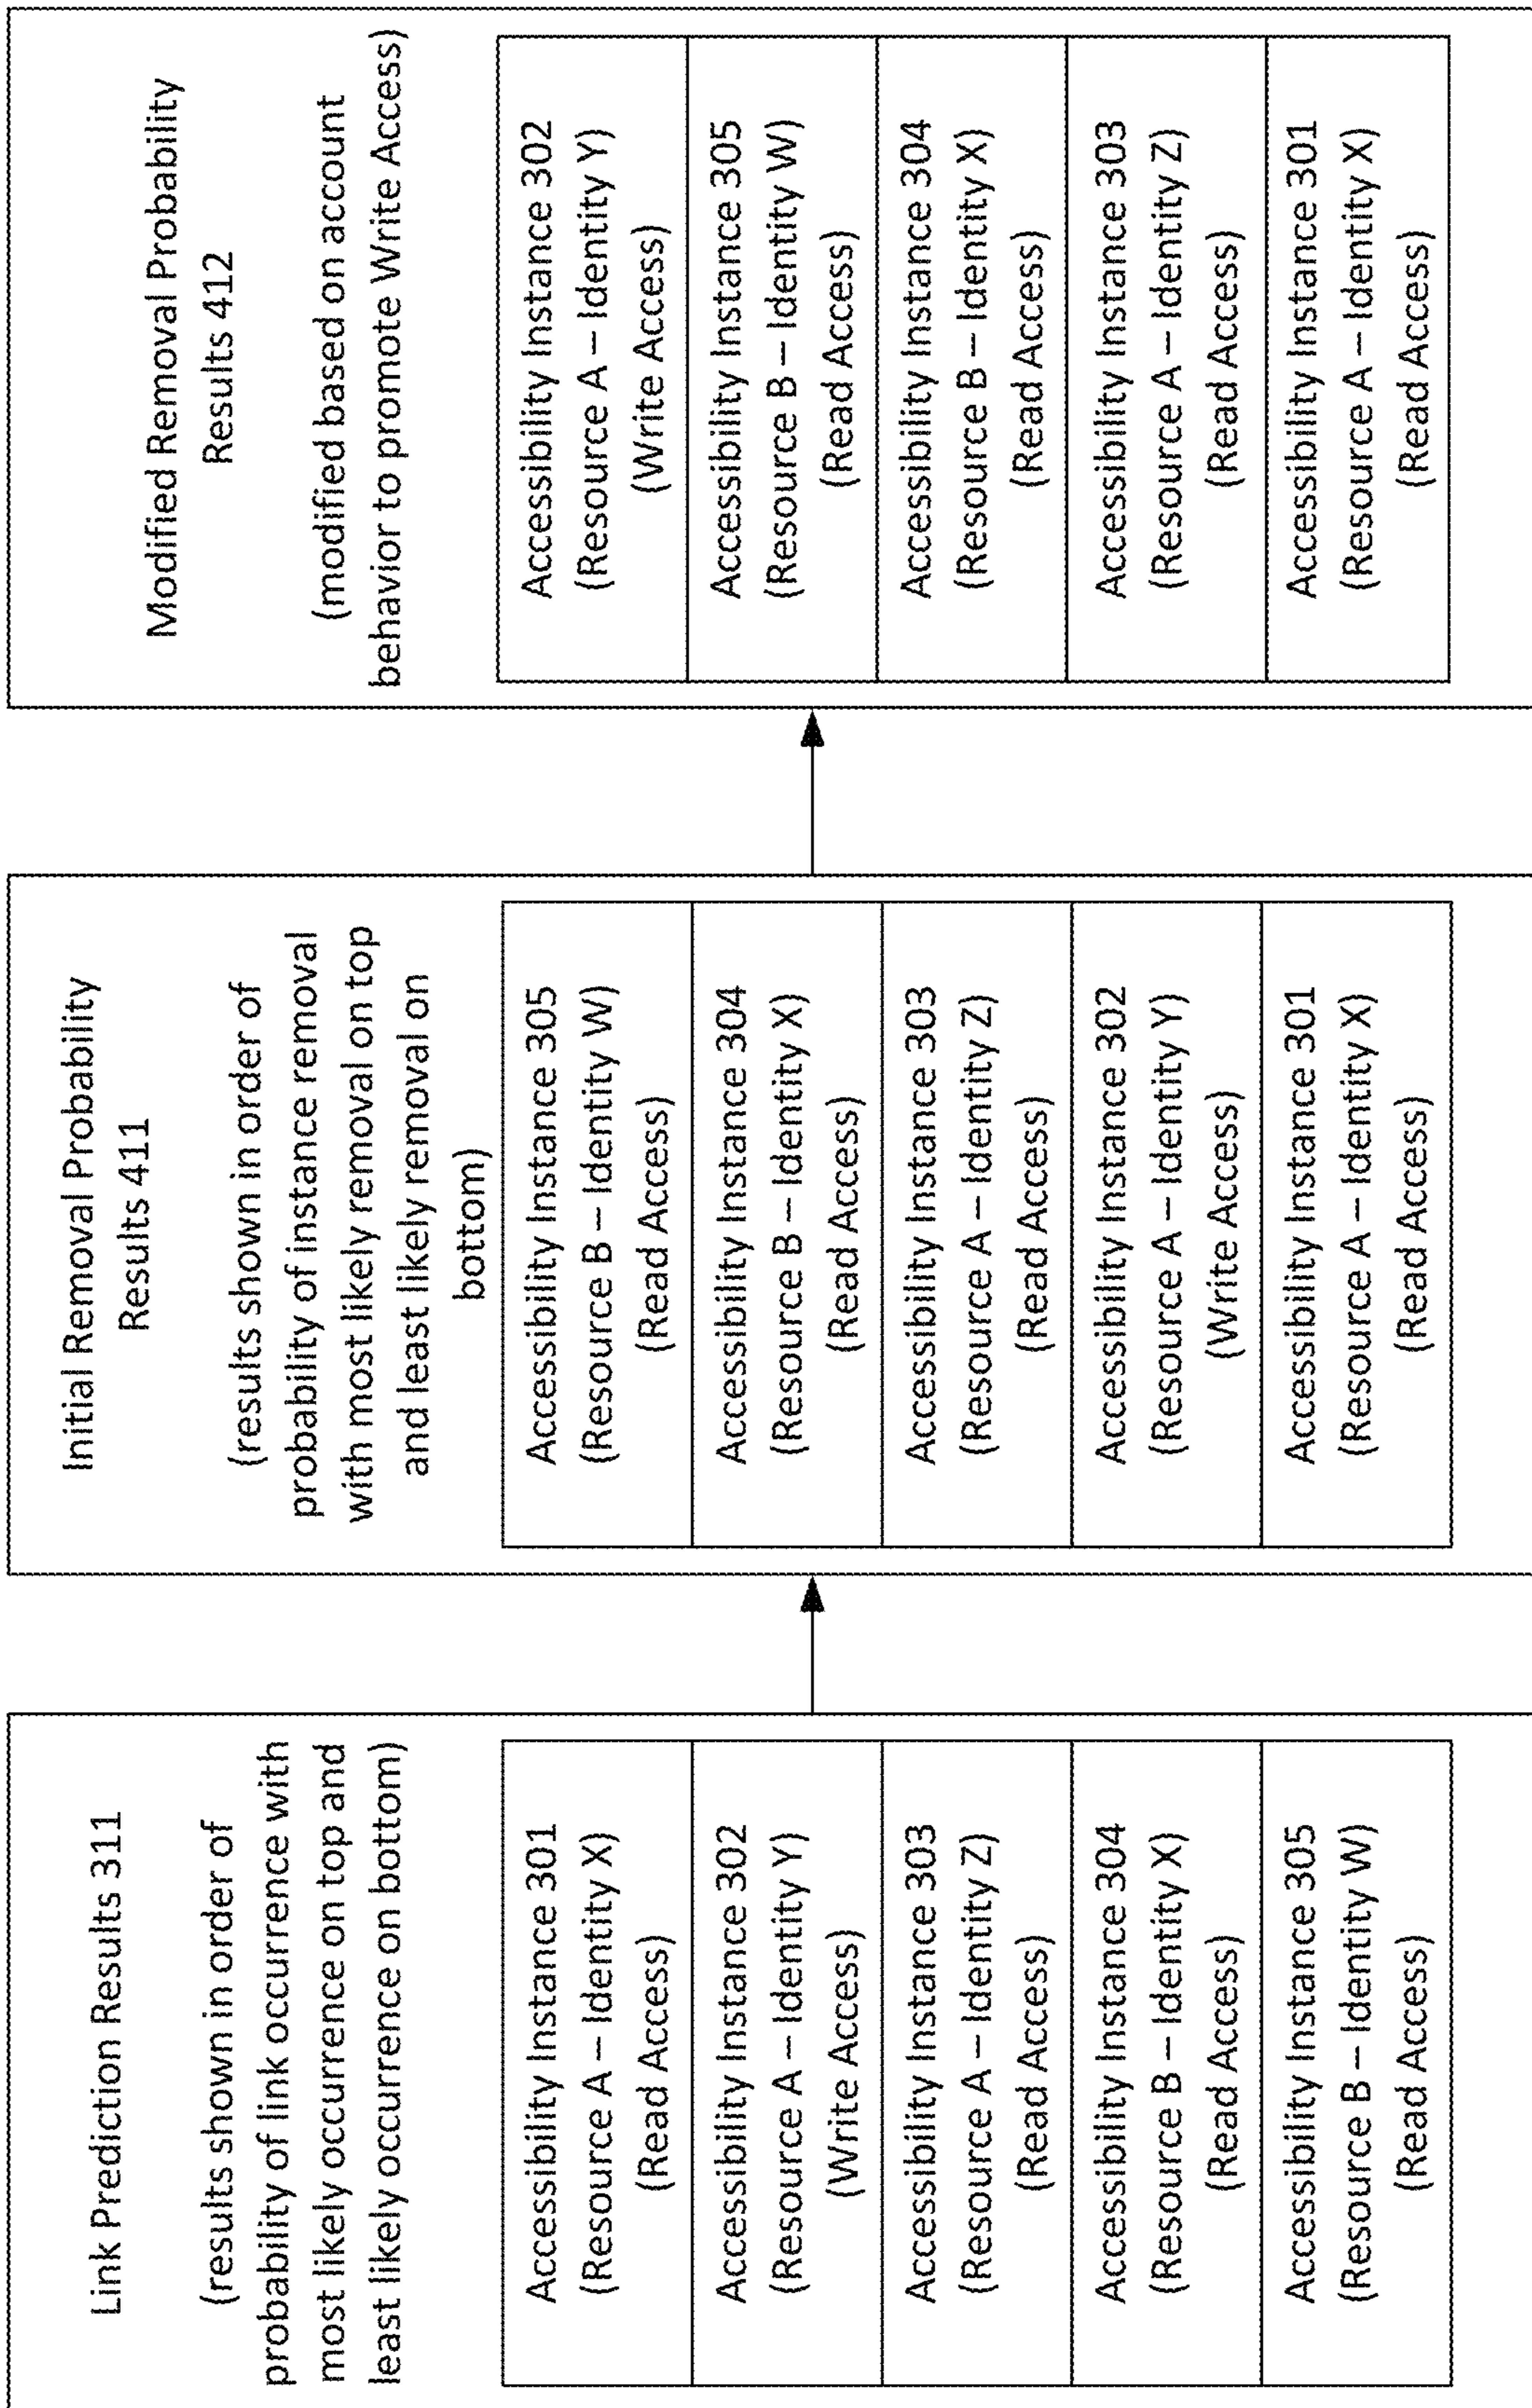 Link Prediction Results 311
(results shown in order of
probability of link occurrence with
most likely occurrence on top and
least likely occurrence on bottom)
Accessibility Instance 301
(Resource A – Identity X)
(Read Access)
Accessibility Instance 302
(Resource A – Identity Y)
(Write Access)
Accessibility Instance 303
(Resource A – Identity Z)
(Read Access)
Accessibility Instance 304
(Resource B – Identity X)
(Read Access)
Accessibility Instance 305
(Resource B – Identity W)
(Read Access)
Initial Removal Probability
Results 411
(results shown in order of
probability of instance removal
with most likely removal on top
and least likely removal on
bottom)
Accessibility Instance 305
(Resource B – Identity W)
(Read Access)
Accessibility Instance 304
(Resource B – Identity X)
(Read Access)
Accessibility Instance 303
(Resource A – Identity Z)
(Read Access)
Accessibility Instance 302
(Resource A – Identity Y)
(Write Access)
Accessibility Instance 301
(Resource A – Identity X)
(Read Access)
Modified Removal Probability
Results 412
(modified based on account
behavior to promote Write Access)
Accessibility Instance 302
(Resource A – Identity Y)
(Write Access)
Accessibility Instance 305
(Resource B – Identity W)
(Read Access)
Accessibility Instance 304
(Resource B – Identity X)
(Read Access)
Accessibility Instance 303
(Resource A – Identity Z)
(Read Access)
Accessibility Instance 301
(Resource A – Identity X)
(Read Access)